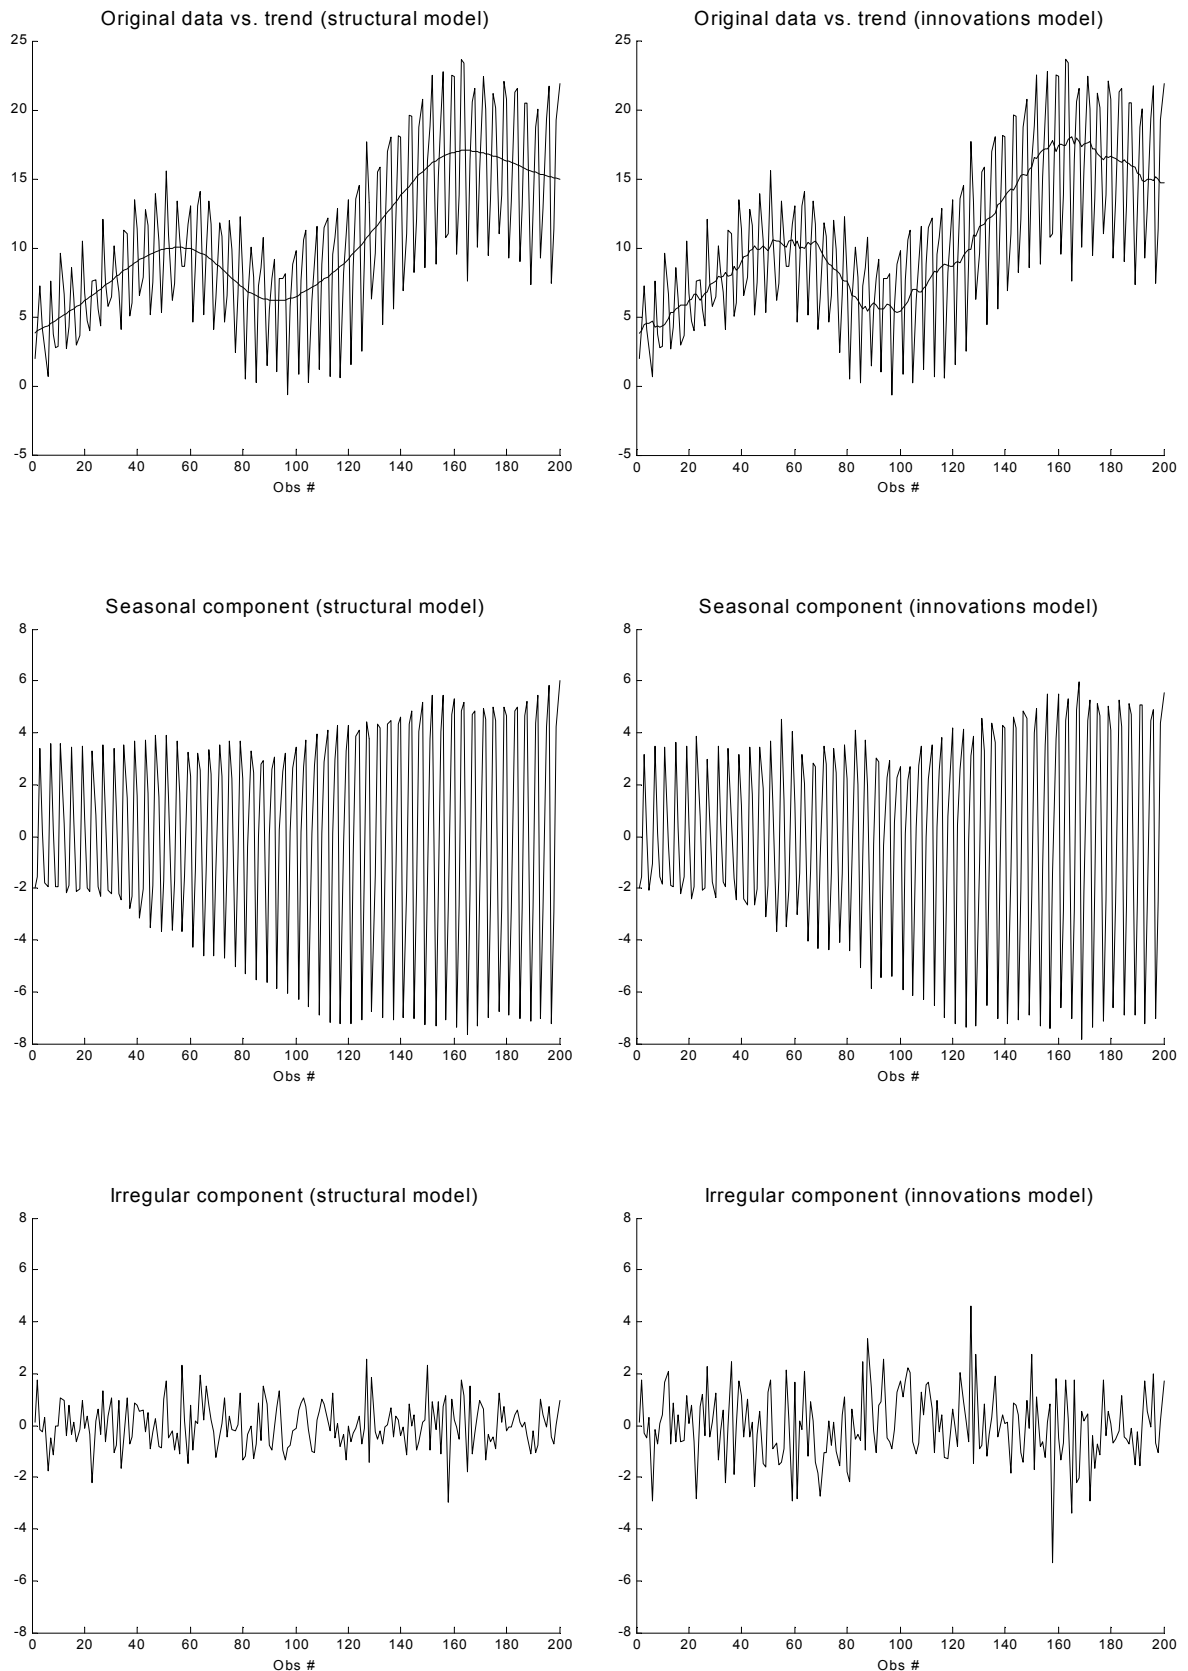 Original data vs. trend (structural model)
25
20
15
10
5
0
-5
0 20 40 60 80 100 120 140 160 180 200
Obs #
Original data vs. trend (innovations model)
25
20
15
10
5
0
-5
0 20 40 60 80 100 120 140 160 180 200
Obs #
Seasonal component (structural model)
8
6
4
2
0
-2
-4
-6
-8
0 20 40 60 80 100 120 140 160 180 200
Obs #
Seasonal component (innovations model)
8
6
4
2
0
-2
-4
-6
-8
0 20 40 60 80 100 120 140 160 180 200
Obs #
Irregular component (structural model)
8
6
4
2
0
-2
-4
-6
-8
0 20 40 60 80 100 120 140 160 180 200
Obs #
Irregular component (innovations model)
8
6
4
2
0
-2
-4
-6
-8
0 20 40 60 80 100 120 140 160 180 200
Obs #